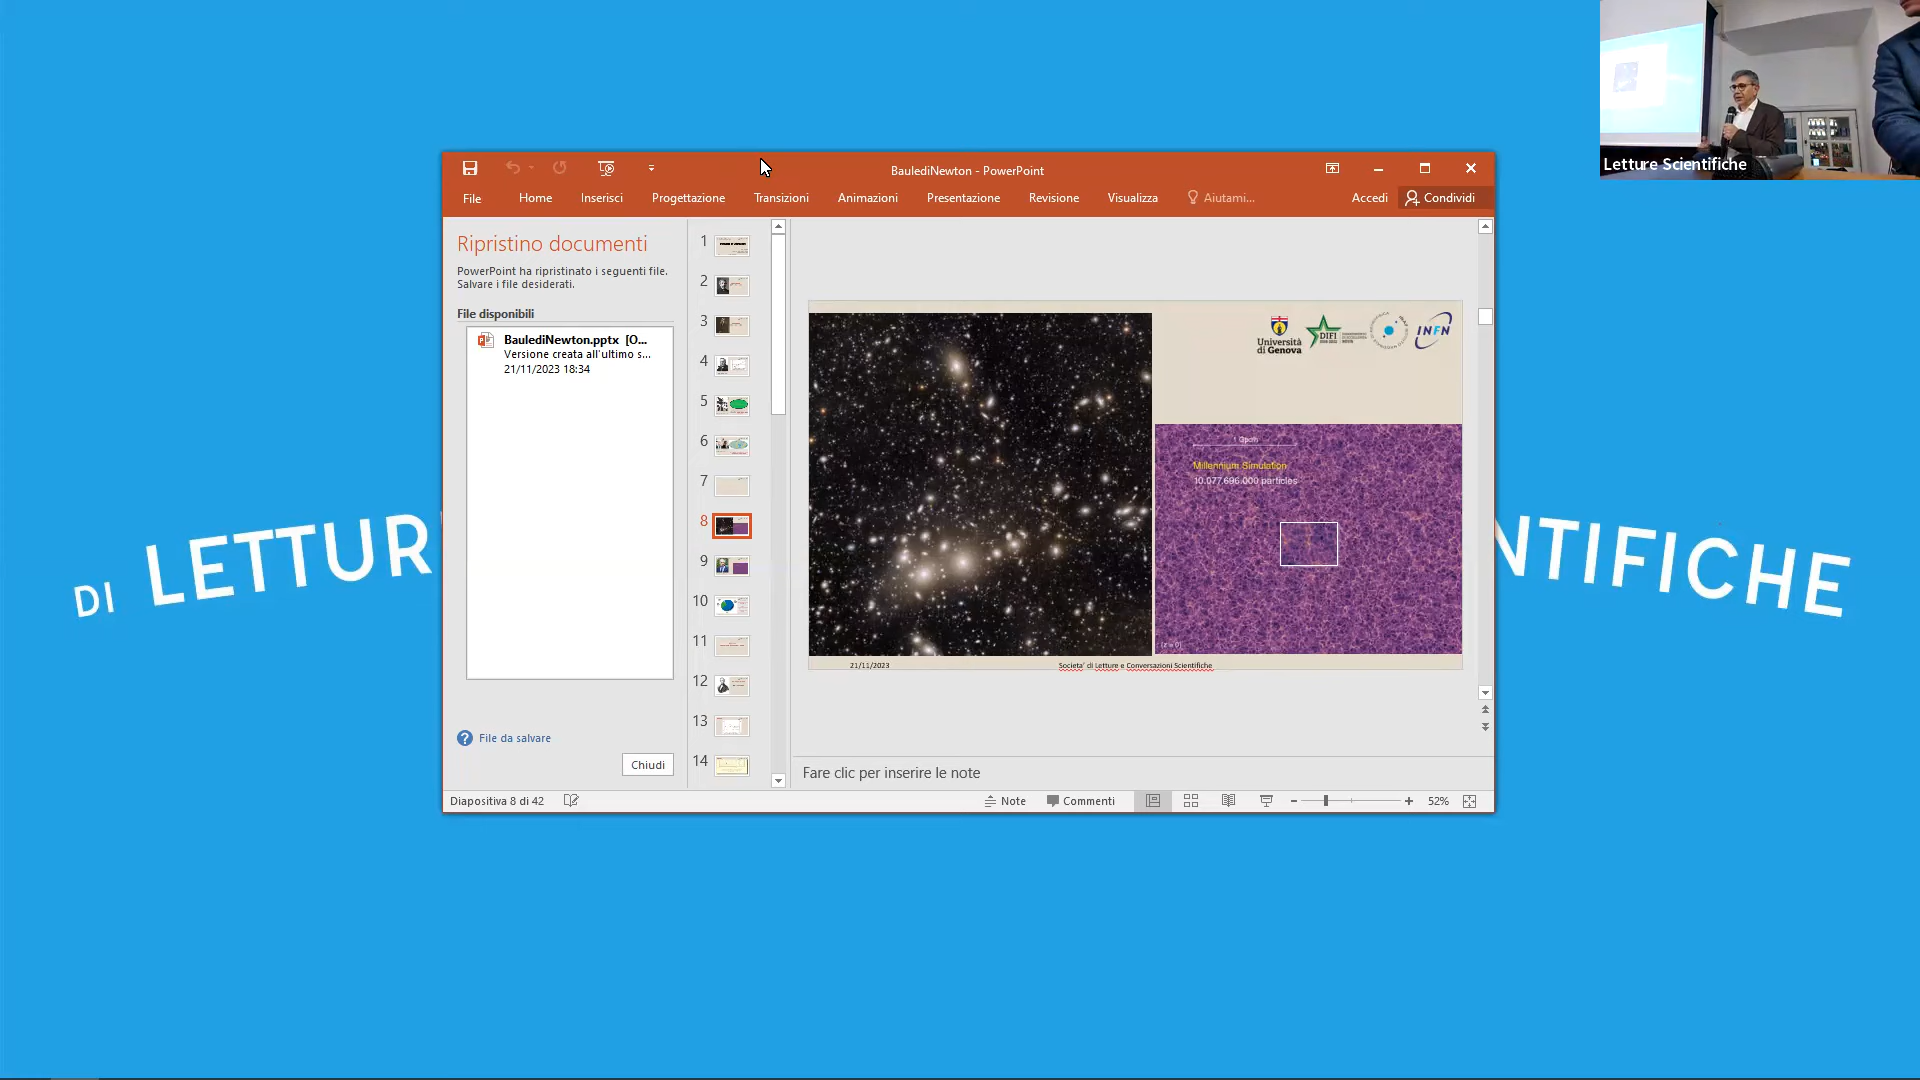 Letture Scientifiche
BaulediNewton - PowerPoint
File
Home
Inserisci
Progettazione
Transizioni
Animazioni
Presentazione
Revisione
Visualizza
Aiutami...
Accedi
Condividi
Ripristino documenti
PowerPoint ha ripristinato i seguenti file.
Salvare i file desiderati.
File disponibili
BaulediNewton.pptx [O...
Versione creata all'ultimo s...
21/11/2023 18:34
File da salvare
Chiudi
1
2
3
4
5
6
7
8
9
10
11
12
13
14
Università
di Genova
DIFI
INFN
Millennium Simulation
10.077.696.000 particles
(z = 0)
21/11/2023
Societa' di Letture e Conversazioni Scientifiche
DI LETTUR
NTIFICHE
Fare clic per inserire le note
Diapositiva 8 di 42
Note
Commenti
52%